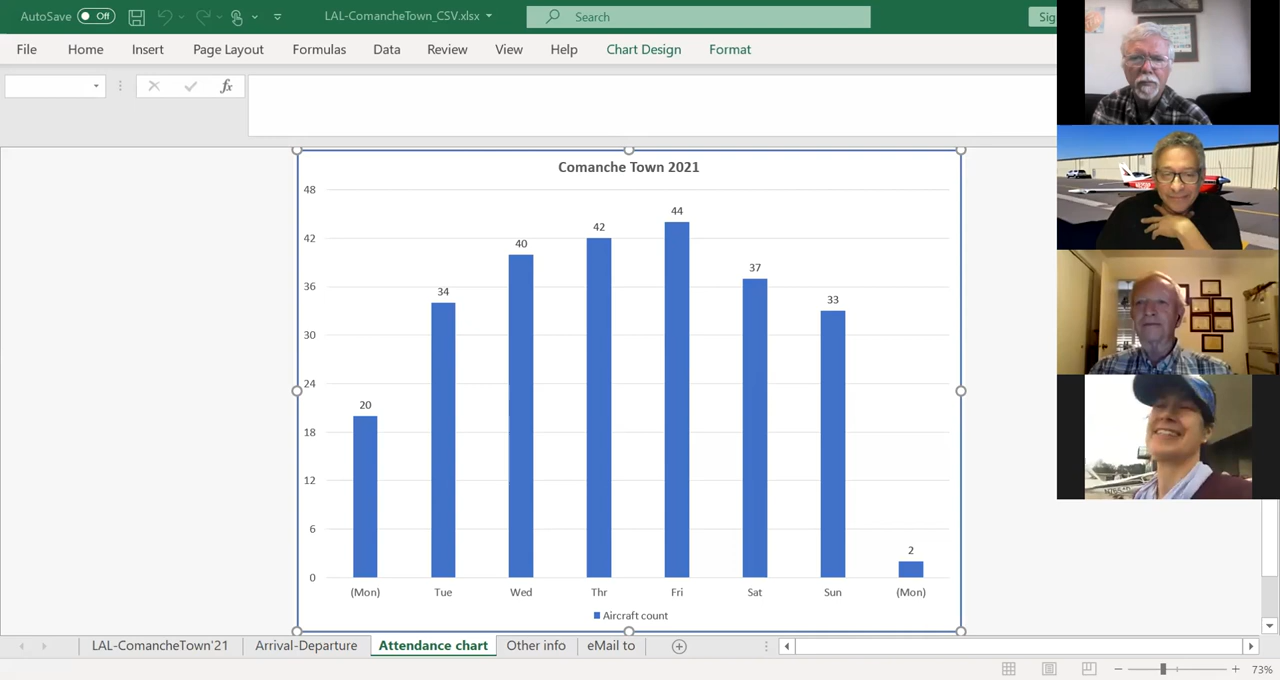 AutoSave Off LAL-ComancheTown_CSV.xlsx Search Sig
File Home Insert Page Layout Formulas Data Review View Help Chart Design Format
fx
Comanche Town 2021
48
42
36
30
24
18
12
6
0
20
34
40
42
44
37
33
2
(Mon) Tue Wed Thr Fri Sat Sun (Mon)
Aircraft count
LAL-ComancheTown'21 Arrival-Departure Attendance chart Other info eMail to
73%